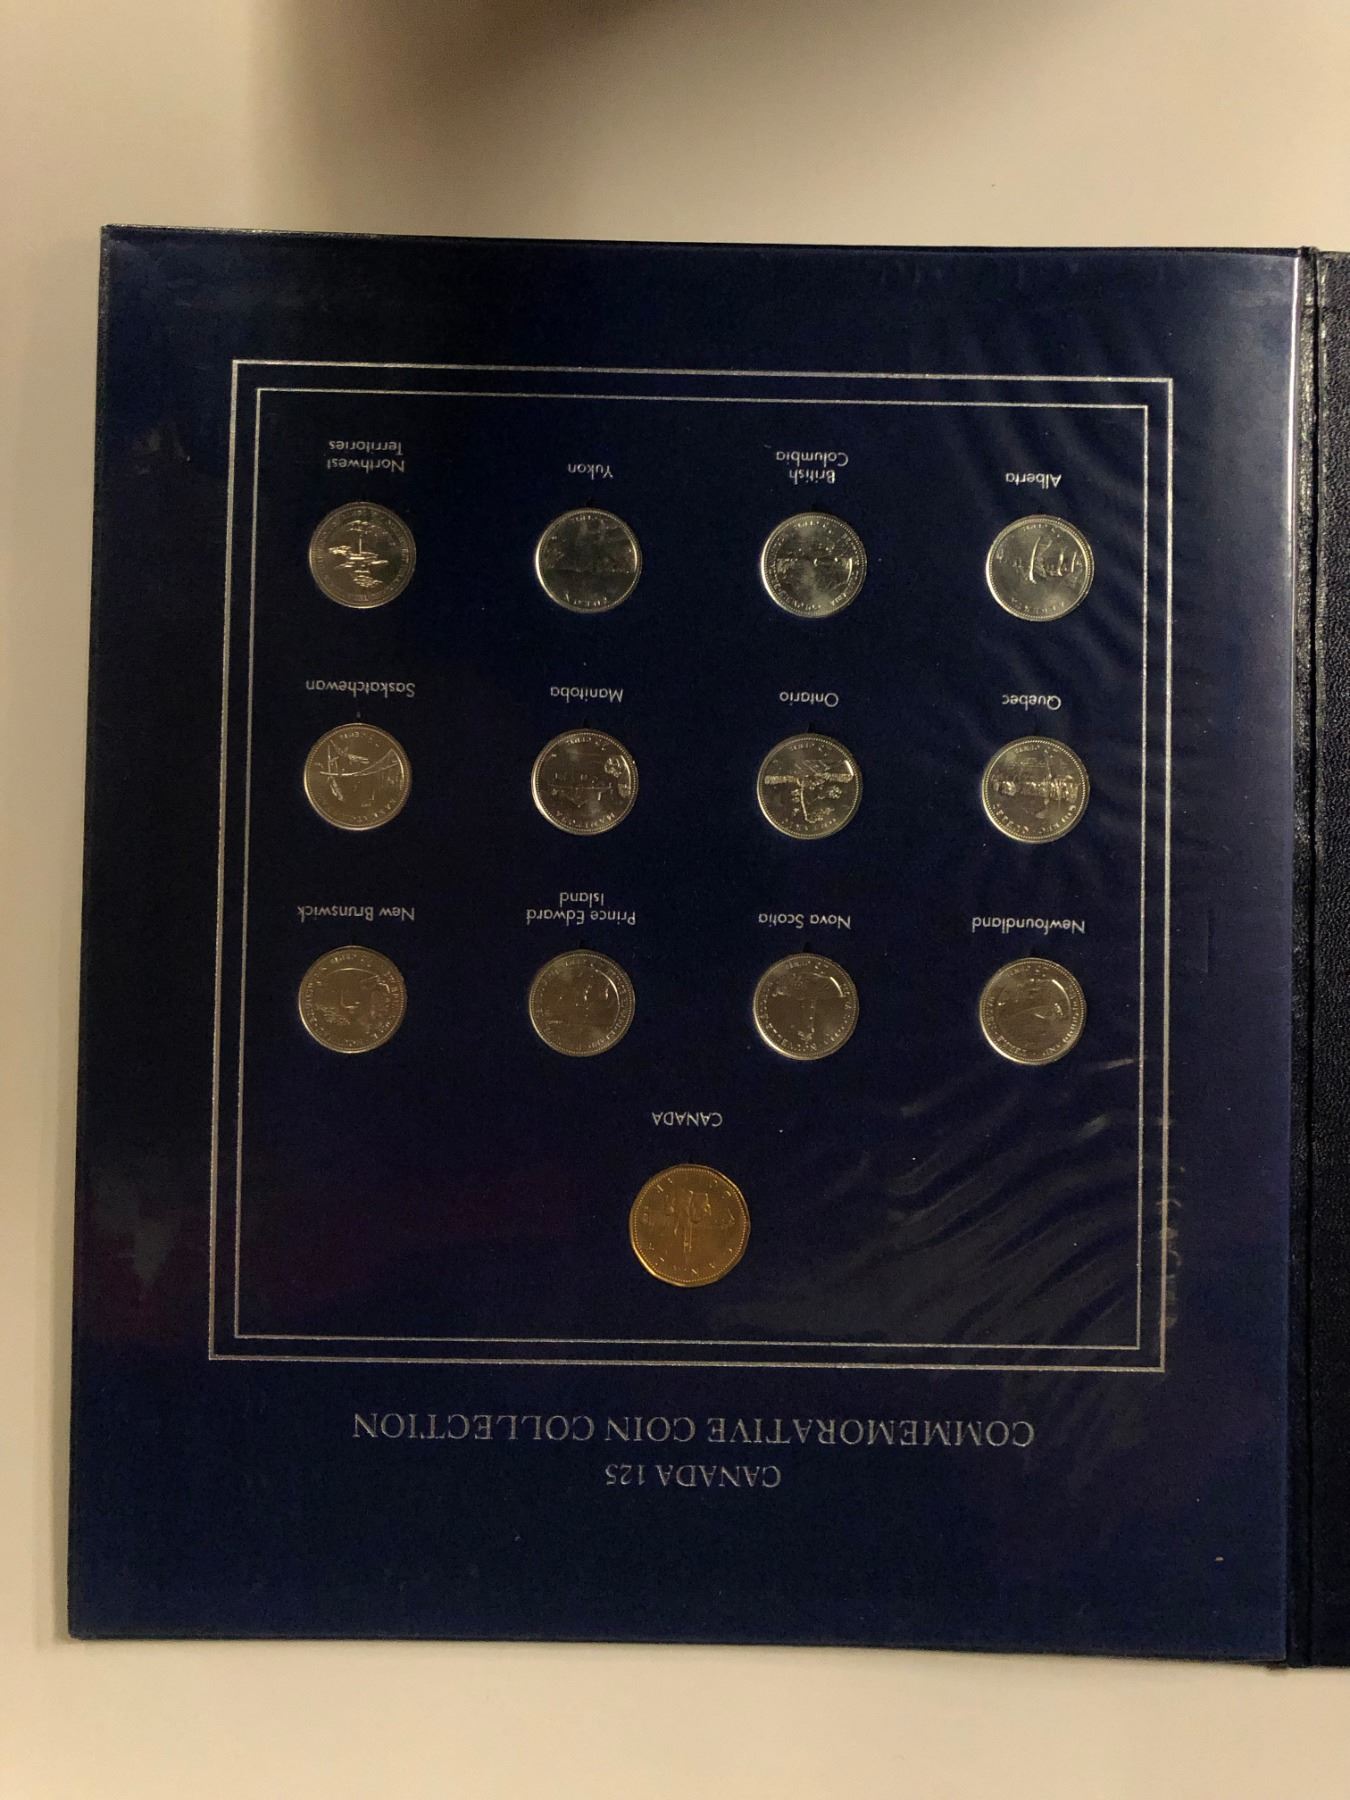 CANADA 125
COMMEMORATIVE COIN COLLECTION
CANADA
Newfoundland
Nova Scotia
Prince Edward
Island
New Brunswick
Quebec
Ontario
Manitoba
Saskatchewan
Alberta
British
Columbia
Yukon
Northwest
Territories